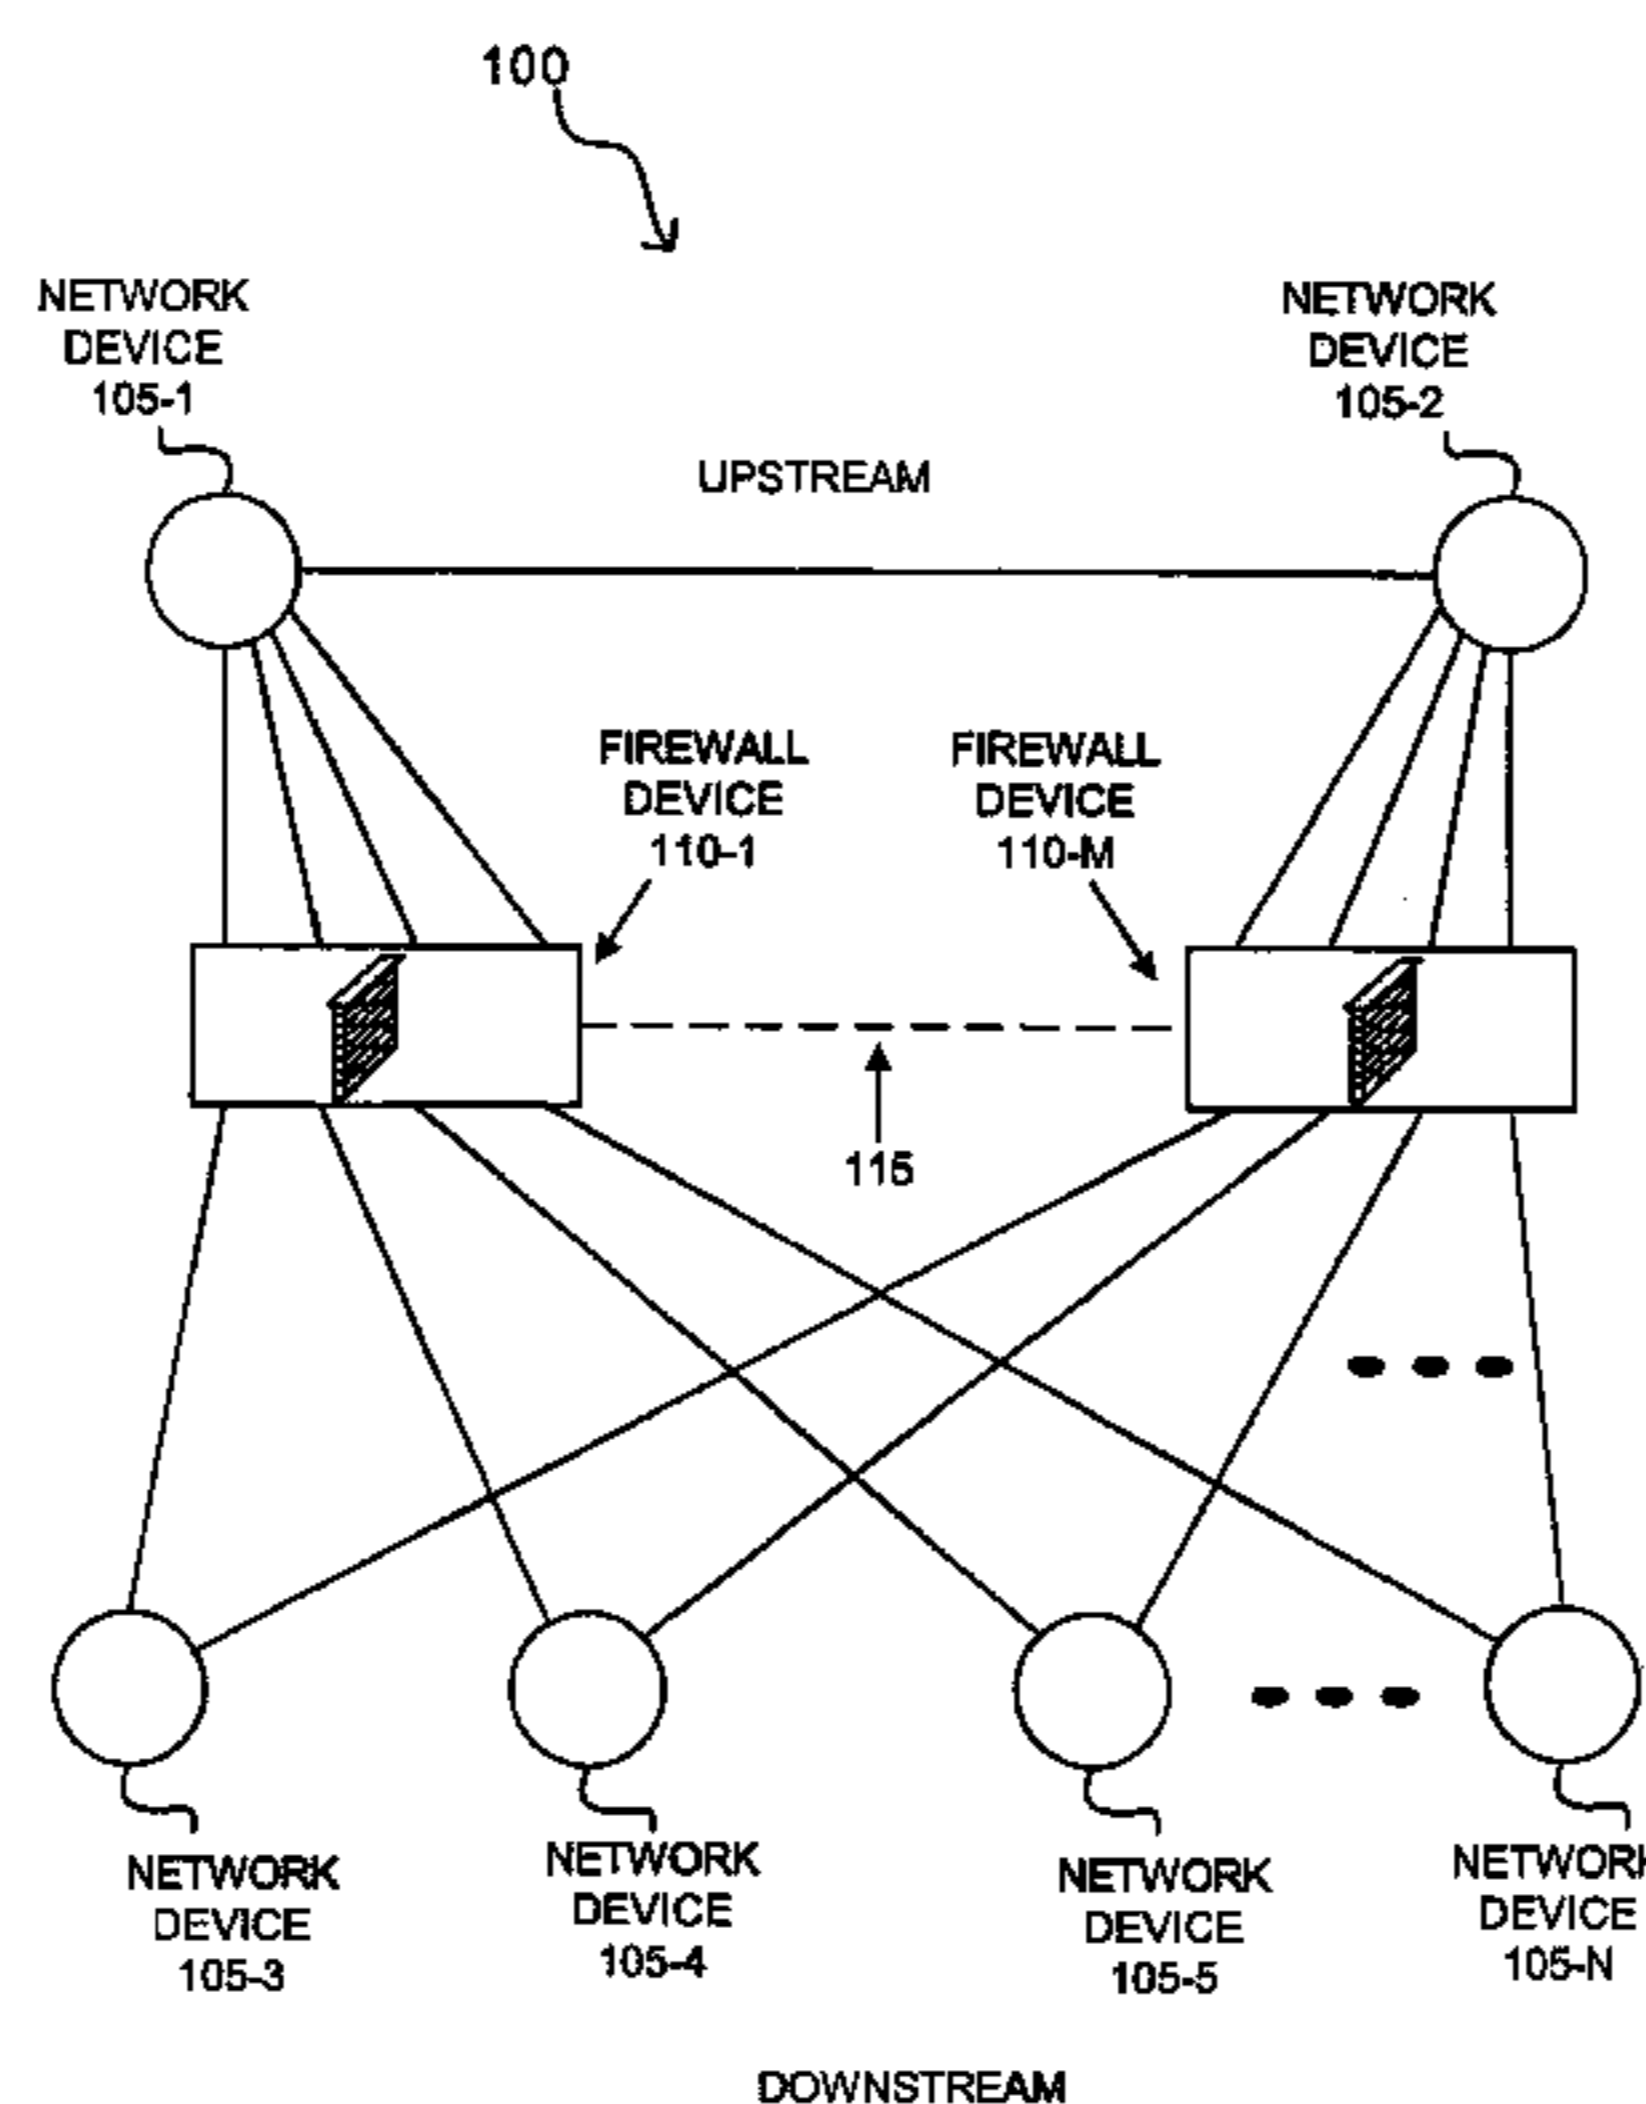 100
NETWORK
DEVICE
105-1
NETWORK
DEVICE
105-2
UPSTREAM
FIREWALL
DEVICE
110-1
FIREWALL
DEVICE
110-M
115
NETWORK
DEVICE
105-3
NETWORK
DEVICE
105-4
NETWORK
DEVICE
105-5
NETWORK
DEVICE
105-N
DOWNSTREAM